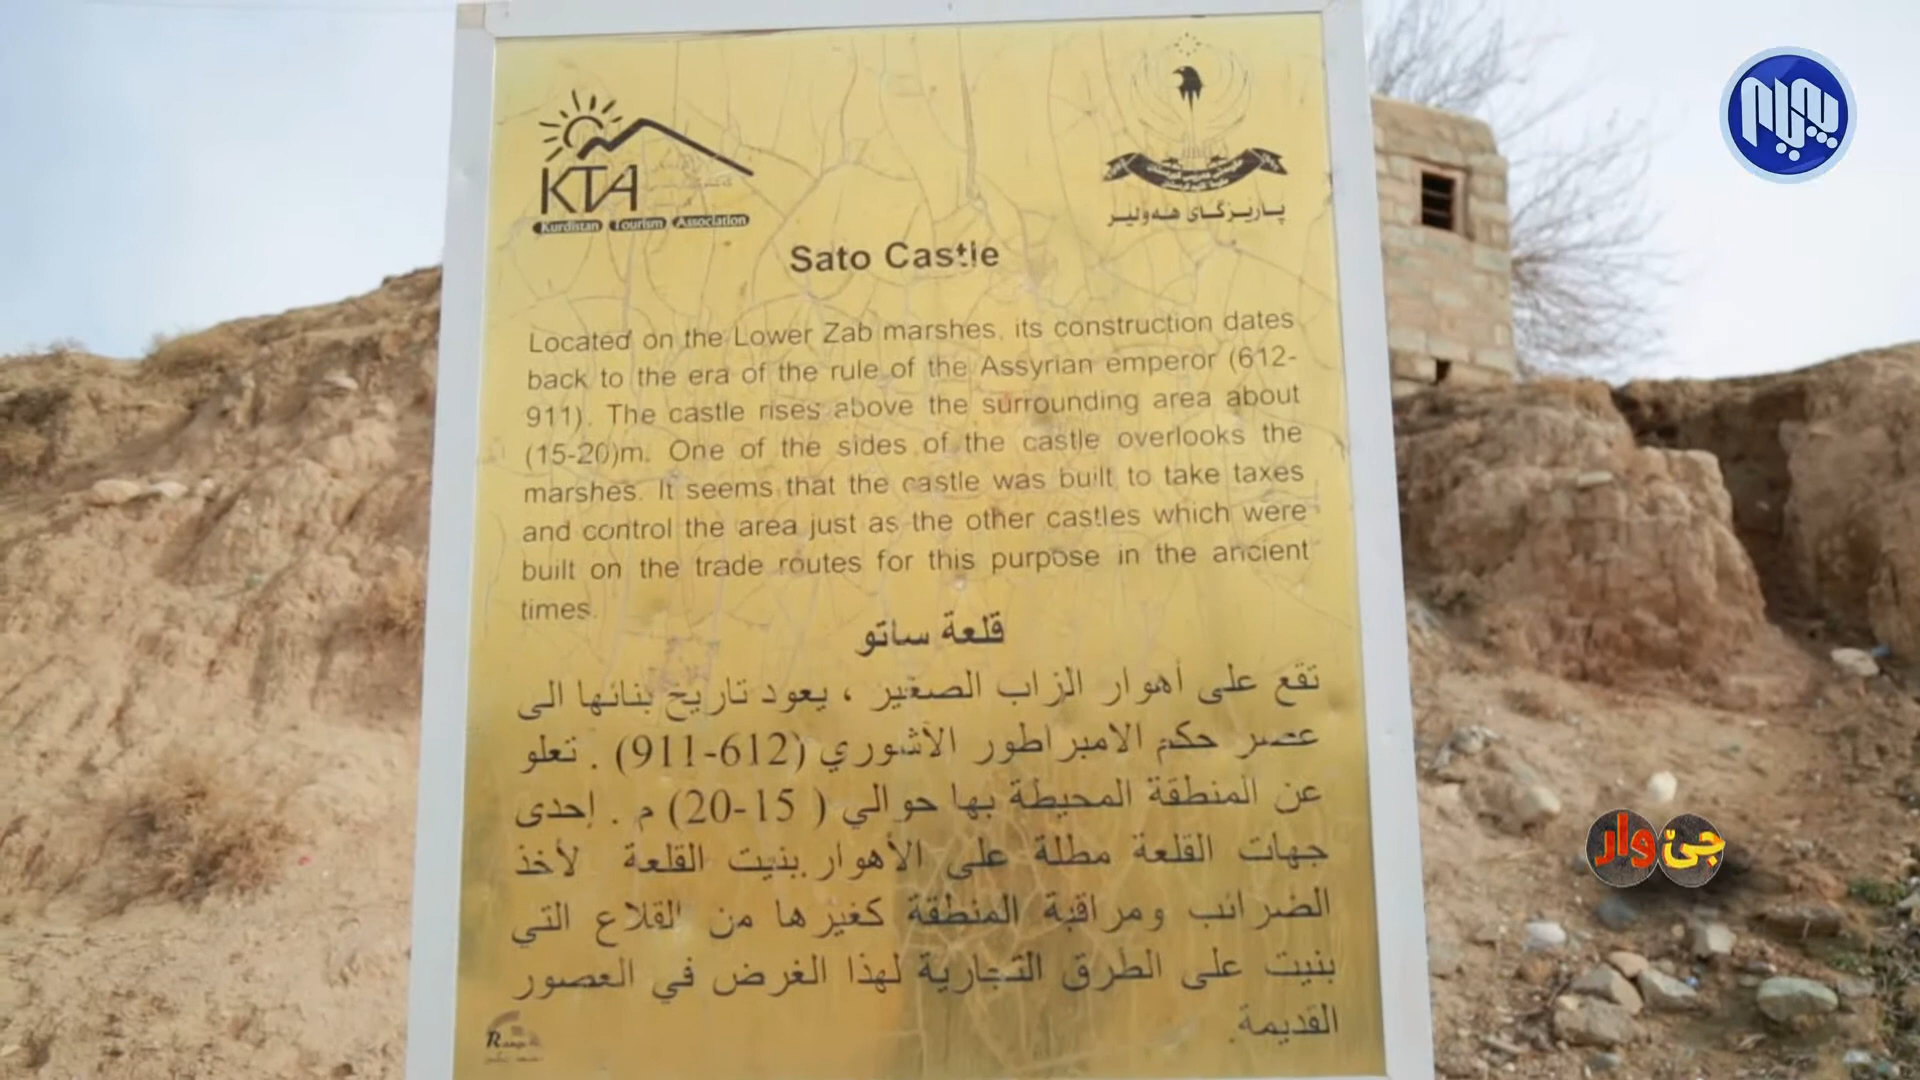 KTA
Kurdistan Tourism Association
پاریزگای هەولیر
پەیام
Sato Castle
Located on the Lower Zab marshes, its construction dates
back to the era of the rule of the Assyrian emperor (612-
911). The castle rises above the surrounding area about
(15-20)m. One of the sides of the castle overlooks the
marshes. It seems that the castle was built to take taxes
and control the area just as the other castles which were
built on the trade routes for this purpose in the ancient
times.
قلعة ساتو
تقع على أهوار الزاب الصغير ، يعود تاريخ بنائها الى
عصر حكم الامبراطور الآشوري (612-911) . تعلو
عن المنطقة المحيطة بها حوالي ( 15-20) م . إحدى
جهات القلعة مطلة على الأهوار.بنيت القلعة لأخذ
الضرائب ومراقبة المنطقة كغيرها من القلاع التي
بنيت على الطرق التجارية لهذا الغرض في العصور
القديمة.
جێ وار